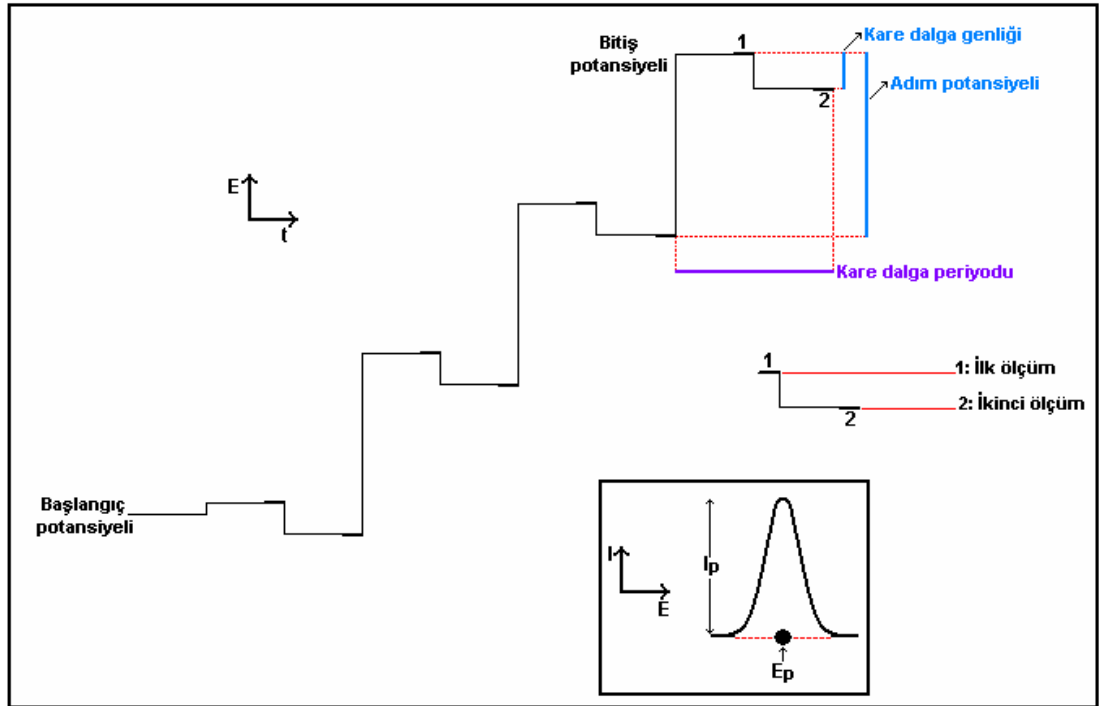 Bitiş
potansiyeli
1
2
Kare dalga genliği
Adım potansiyeli
E
t
Kare dalga periyodu
1
2
1: İlk ölçüm
2: İkinci ölçüm
Başlangıç
potansiyeli
I
E
Ip
Ep